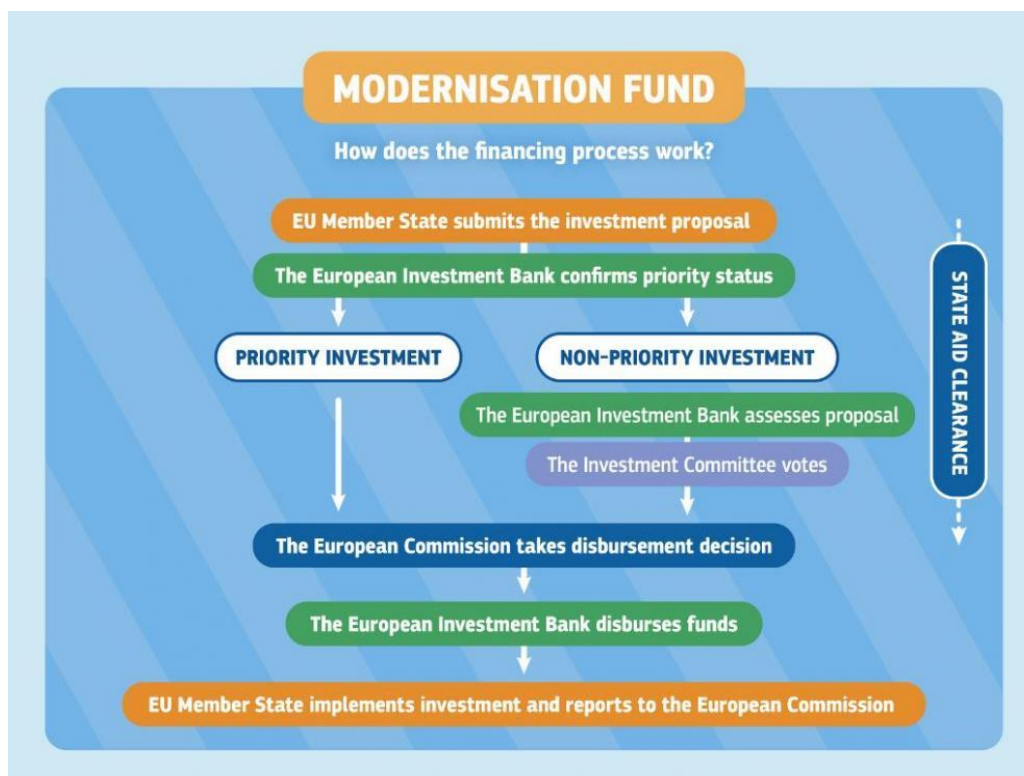 MODERNISATION FUND
How does the financing process work?
EU Member State submits the investment proposal
The European Investment Bank confirms priority status
PRIORITY INVESTMENT
NON-PRIORITY INVESTMENT
The European Investment Bank assesses proposal
The Investment Committee votes
The European Commission takes disbursement decision
The European Investment Bank disburses funds
EU Member State implements investment and reports to the European Commission
STATE AID CLEARANCE